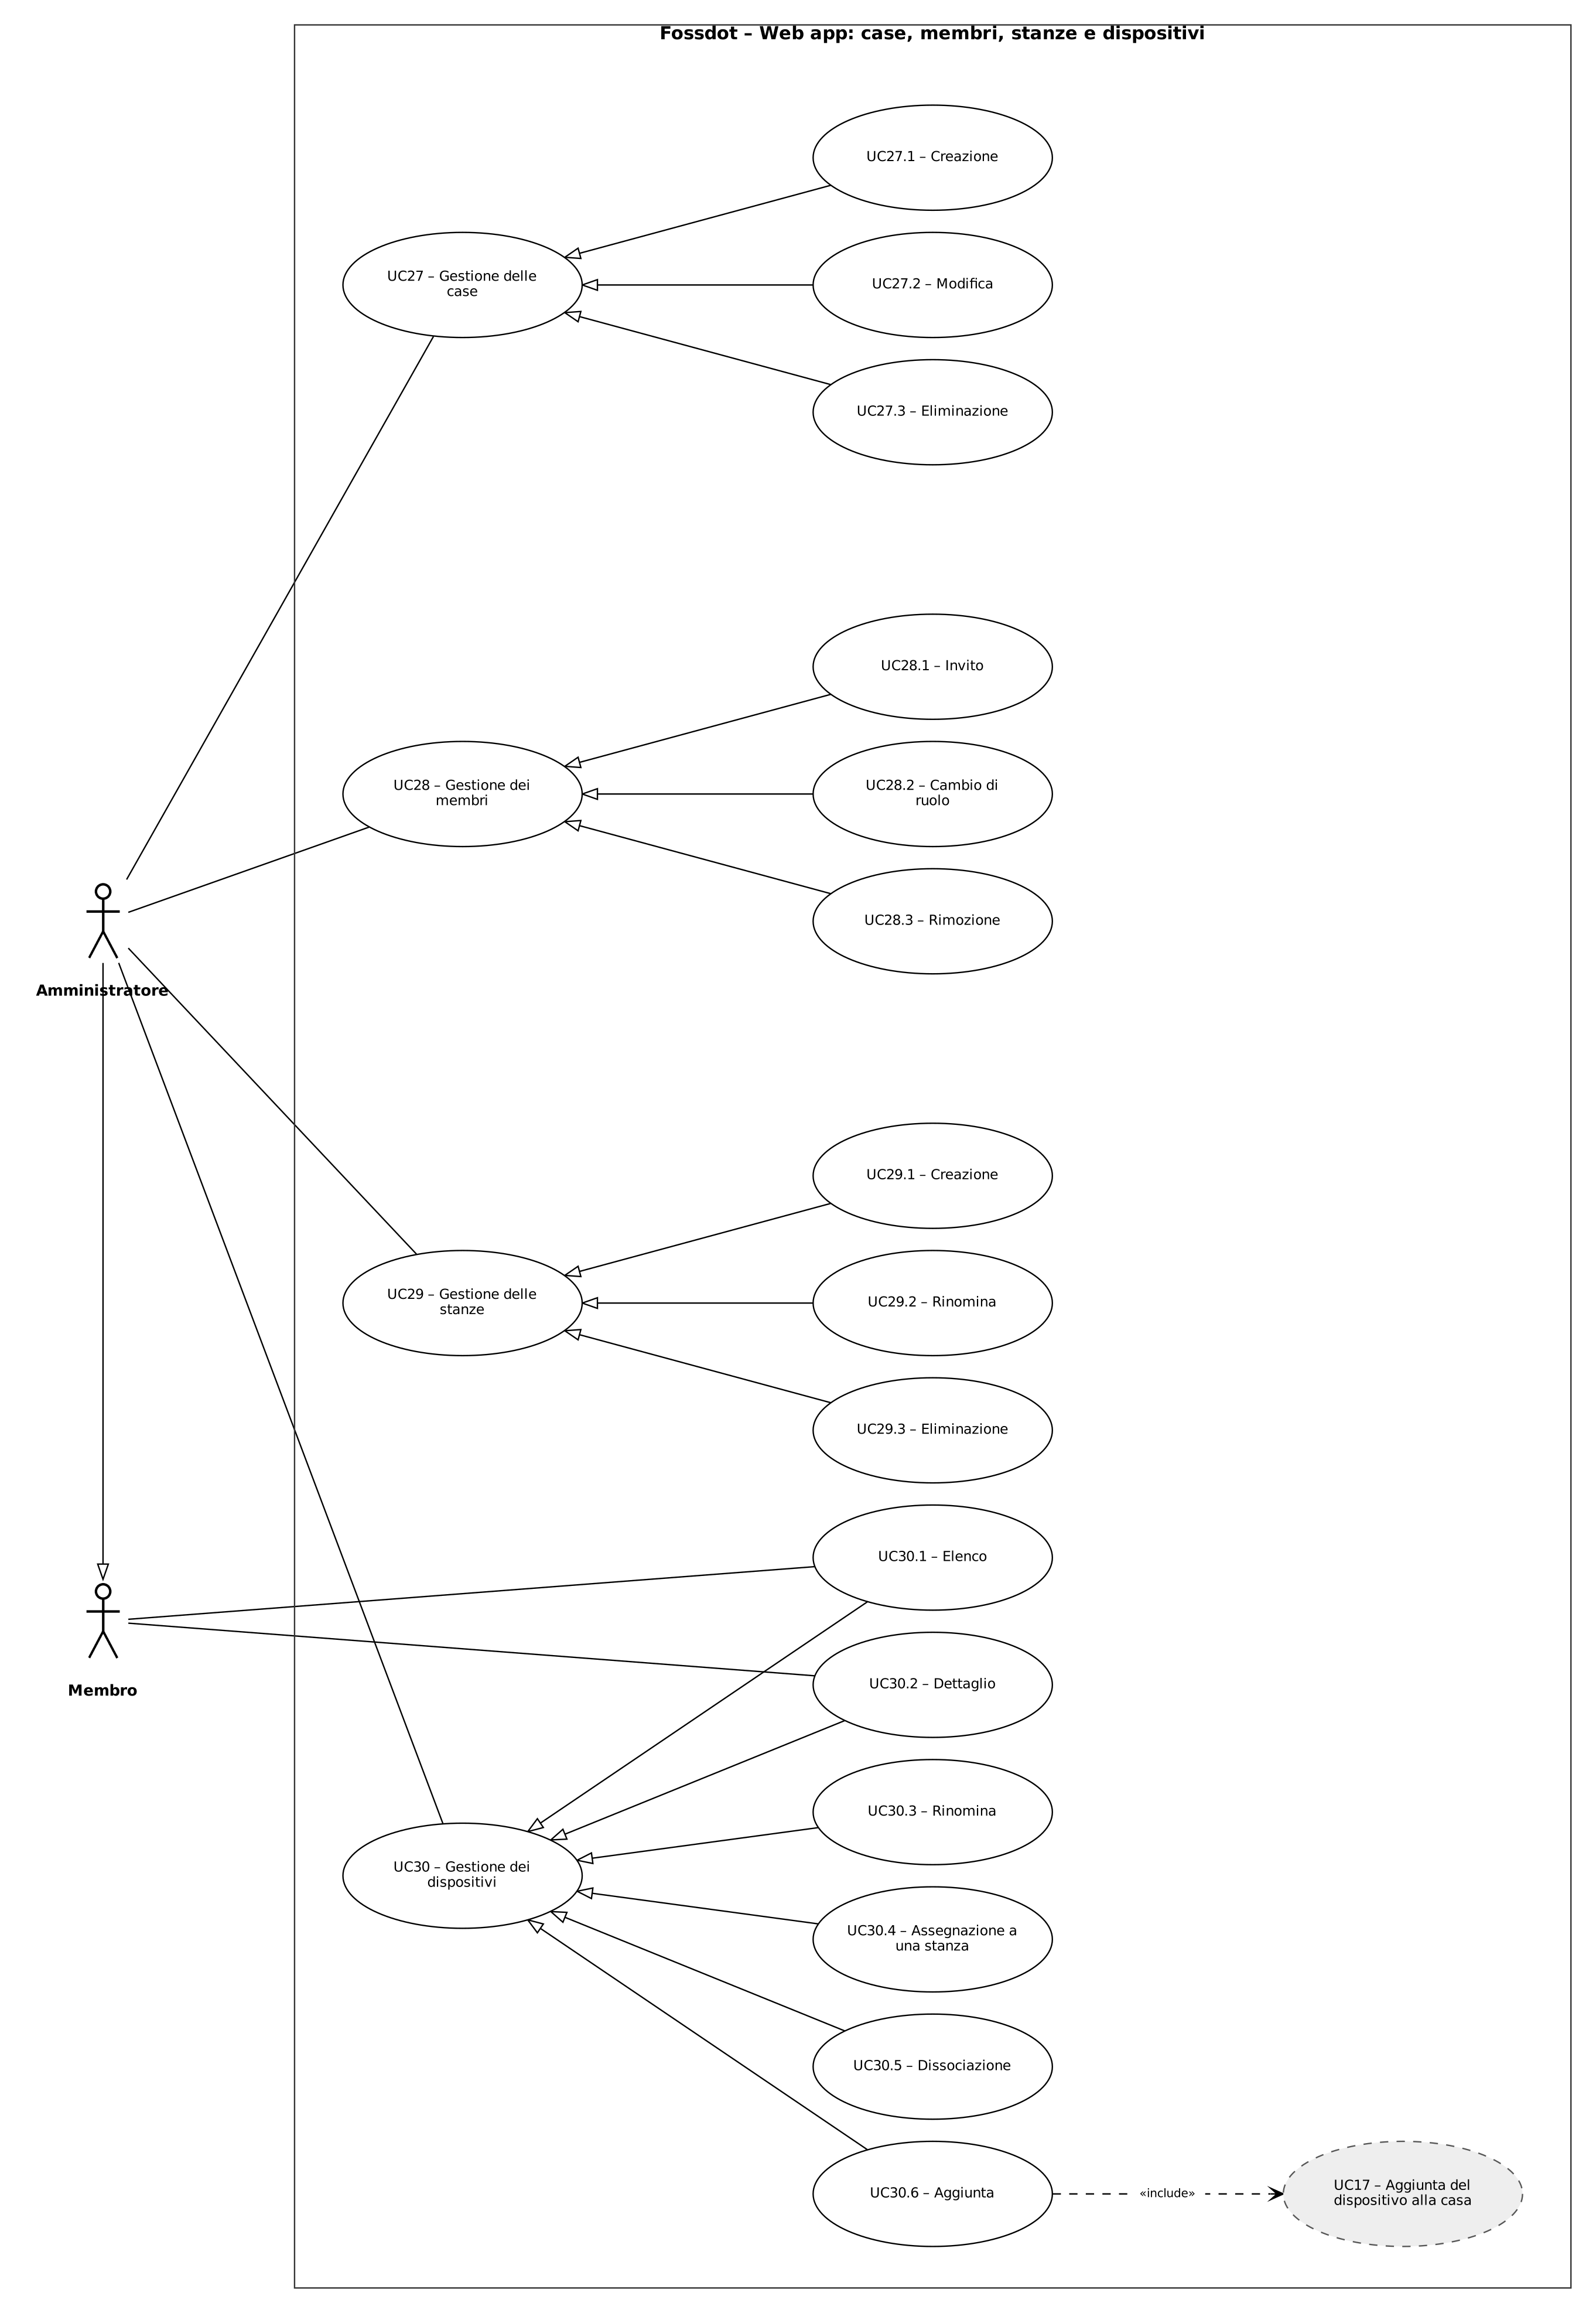 Fossdot – Web app: case, membri, stanze e dispositivi
UC27.1 – Creazione
UC27 – Gestione delle
case
UC27.2 – Modifica
UC27.3 – Eliminazione
UC28.1 – Invito
UC28 – Gestione dei
membri
UC28.2 – Cambio di
ruolo
UC28.3 – Rimozione
Amministratore
UC29.1 – Creazione
UC29 – Gestione delle
stanze
UC29.2 – Rinomina
UC29.3 – Eliminazione
UC30.1 – Elenco
Membro
UC30.2 – Dettaglio
UC30.3 – Rinomina
UC30 – Gestione dei
dispositivi
UC30.4 – Assegnazione a
una stanza
UC30.5 – Dissociazione
UC30.6 – Aggiunta
«include»
UC17 – Aggiunta del
dispositivo alla casa